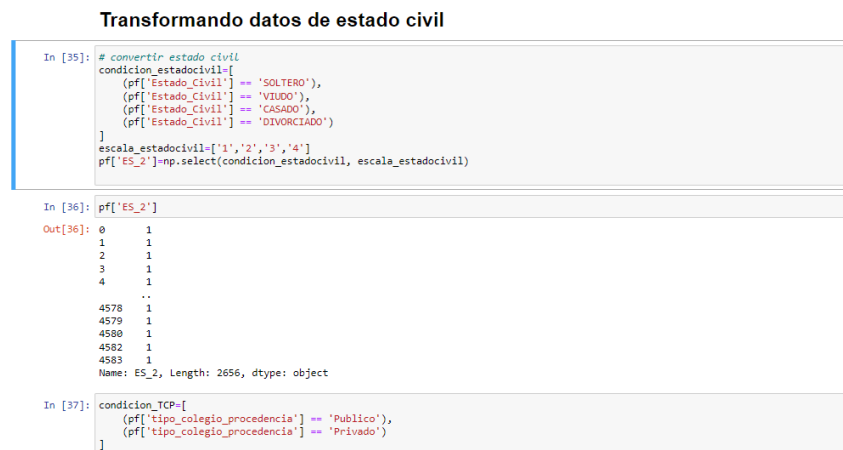 Transformando datos de estado civil
In [35]: # convertir estado civil
condicion_estadocivil=[
    (pf['Estado_Civil'] == 'SOLTERO'),
    (pf['Estado_Civil'] == 'VIUDO'),
    (pf['Estado_Civil'] == 'CASADO'),
    (pf['Estado_Civil'] == 'DIVORCIADO')
]
escala_estadocivil=['1','2','3','4']
pf['ES_2']=np.select(condicion_estadocivil, escala_estadocivil)
In [36]: pf['ES_2']
Out[36]: 0       1
1       1
2       1
3       1
4       1
       ..
4578    1
4579    1
4580    1
4582    1
4583    1
Name: ES_2, Length: 2656, dtype: object
In [37]: condicion_TCP=[
    (pf['tipo_colegio_procedencia'] == 'Publico'),
    (pf['tipo_colegio_procedencia'] == 'Privado')
]